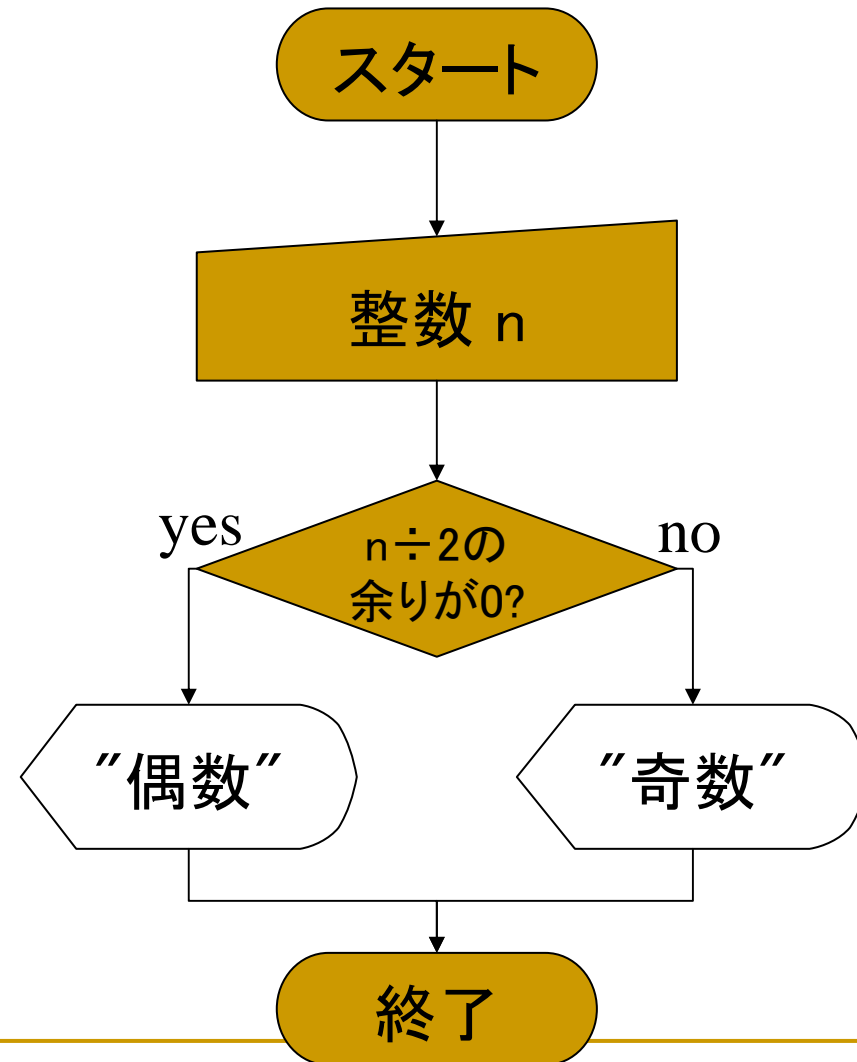 スタート
整数 n
yes
no
n÷2の
余りが0?
″偶数″
″奇数″
終了